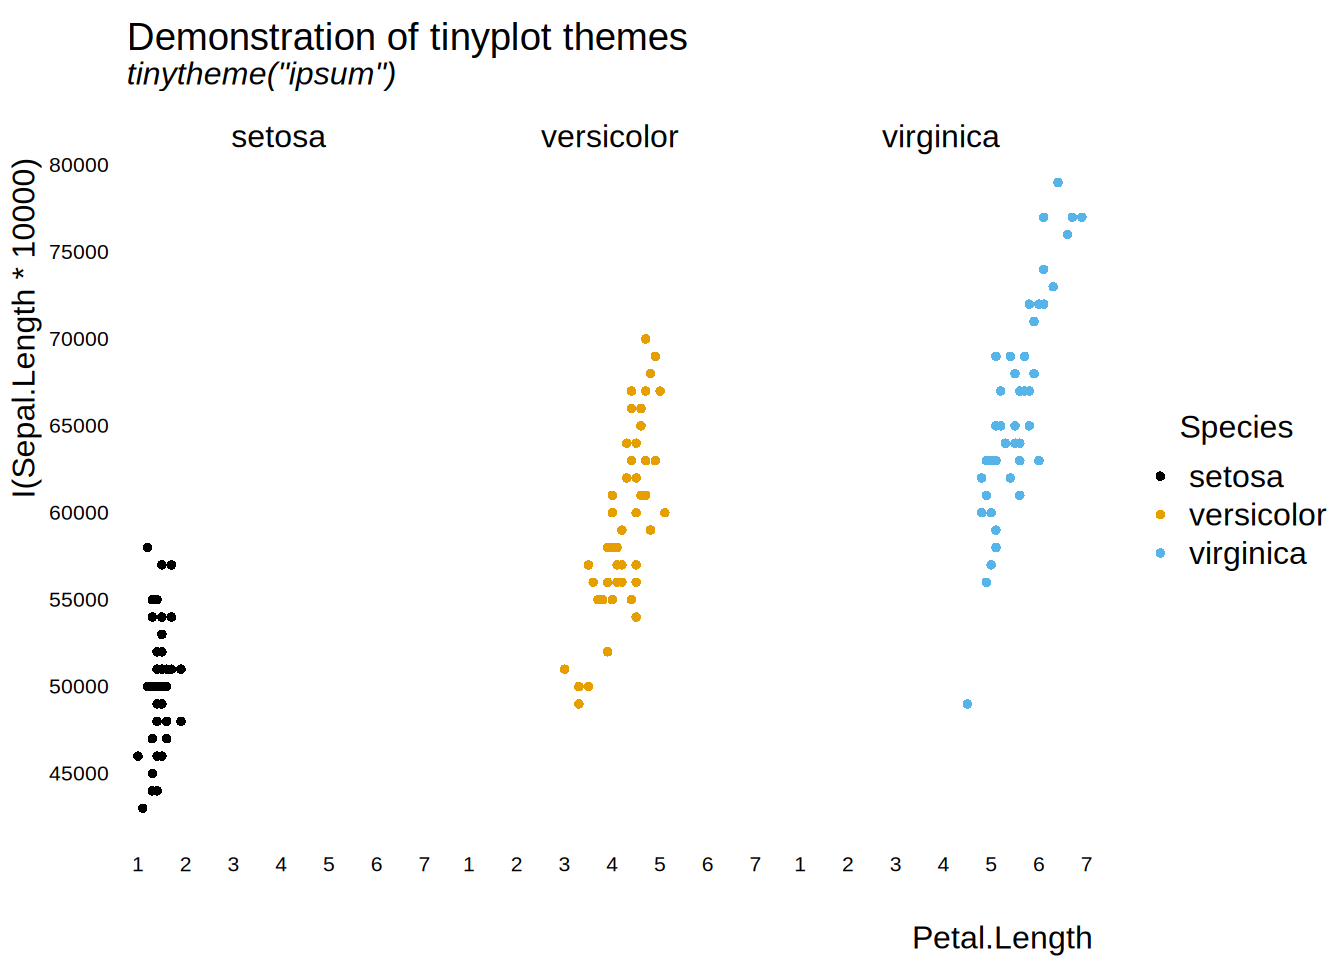 Demonstration of tinyplot themes
tinytheme("ipsum")
setosa versicolor virginica
I(Sepal.Length * 10000)
80000
75000
70000
65000
60000
55000
50000
45000
1 2 3 4 5 6 7 1 2 3 4 5 6 7 1 2 3 4 5 6 7
Petal.Length
Species
setosa
versicolor
virginica